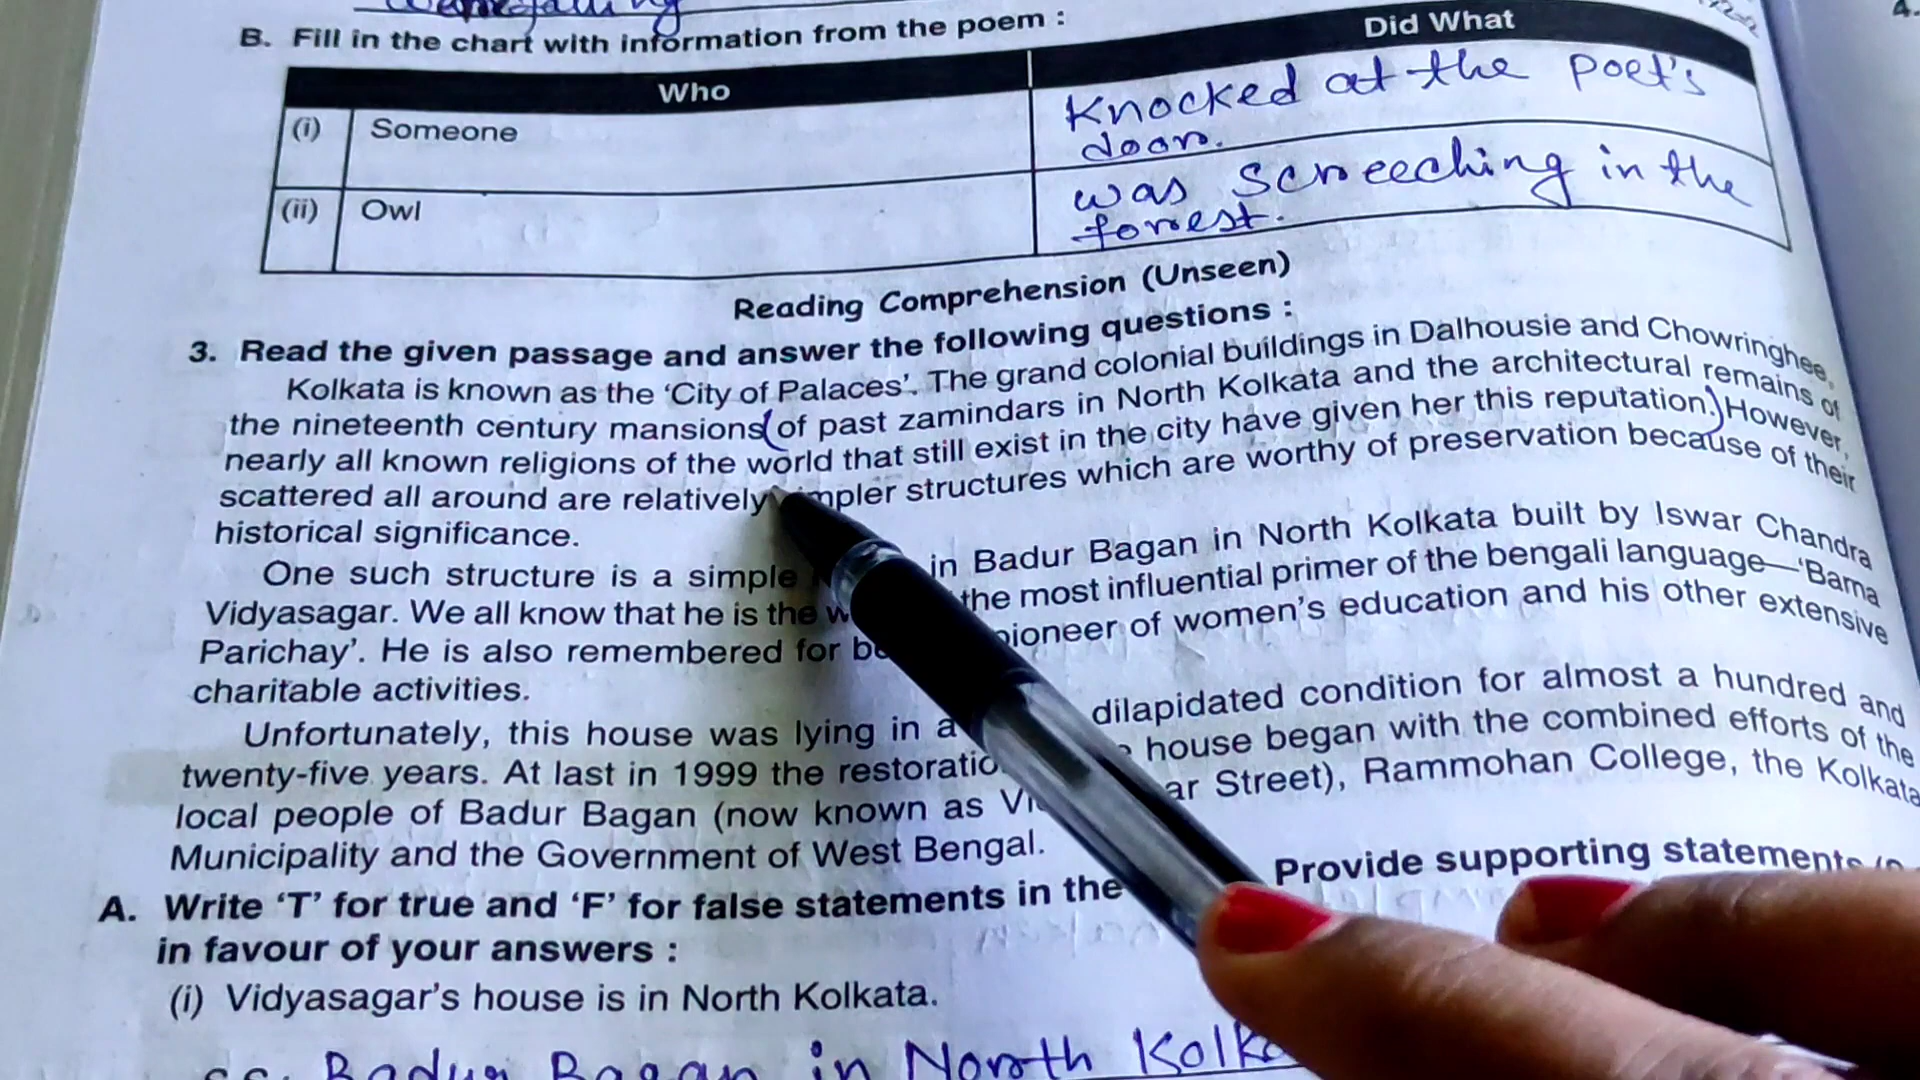 B. Fill in the chart with information from the poem :
Who Did What
(i) Someone Knocked at the poet's
door.
(ii) Owl was screeching in the
forest.
Reading Comprehension (Unseen)
3. Read the given passage and answer the following questions :
Kolkata is known as the 'City of Palaces'. The grand colonial buildings in Dalhousie and Chowringhee,
the nineteenth century mansions (of past zamindars in North Kolkata and the architectural remains of
nearly all known religions of the world that still exist in the city have given her this reputation.) However,
scattered all around are relatively structures which are worthy of preservation because of their
historical significance.
One such structure is a simple in Badur Bagan in North Kolkata built by Iswar Chandra
Vidyasagar. We all know that he is the the most influential primer of the bengali language—'Barna
Parichay'. He is also remembered for pioneer of women's education and his other extensive
charitable activities.
Unfortunately, this house was lying in a dilapidated condition for almost a hundred and
twenty-five years. At last in 1999 the house began with the combined efforts of the
local people of Badur Bagan (now known as Street), Rammohan College, the Kolkata
Municipality and the Government of West Bengal.
A. Write 'T' for true and 'F' for false statements in the Provide supporting statements
in favour of your answers :
(i) Vidyasagar's house is in North Kolkata.
Badur Bagan in North